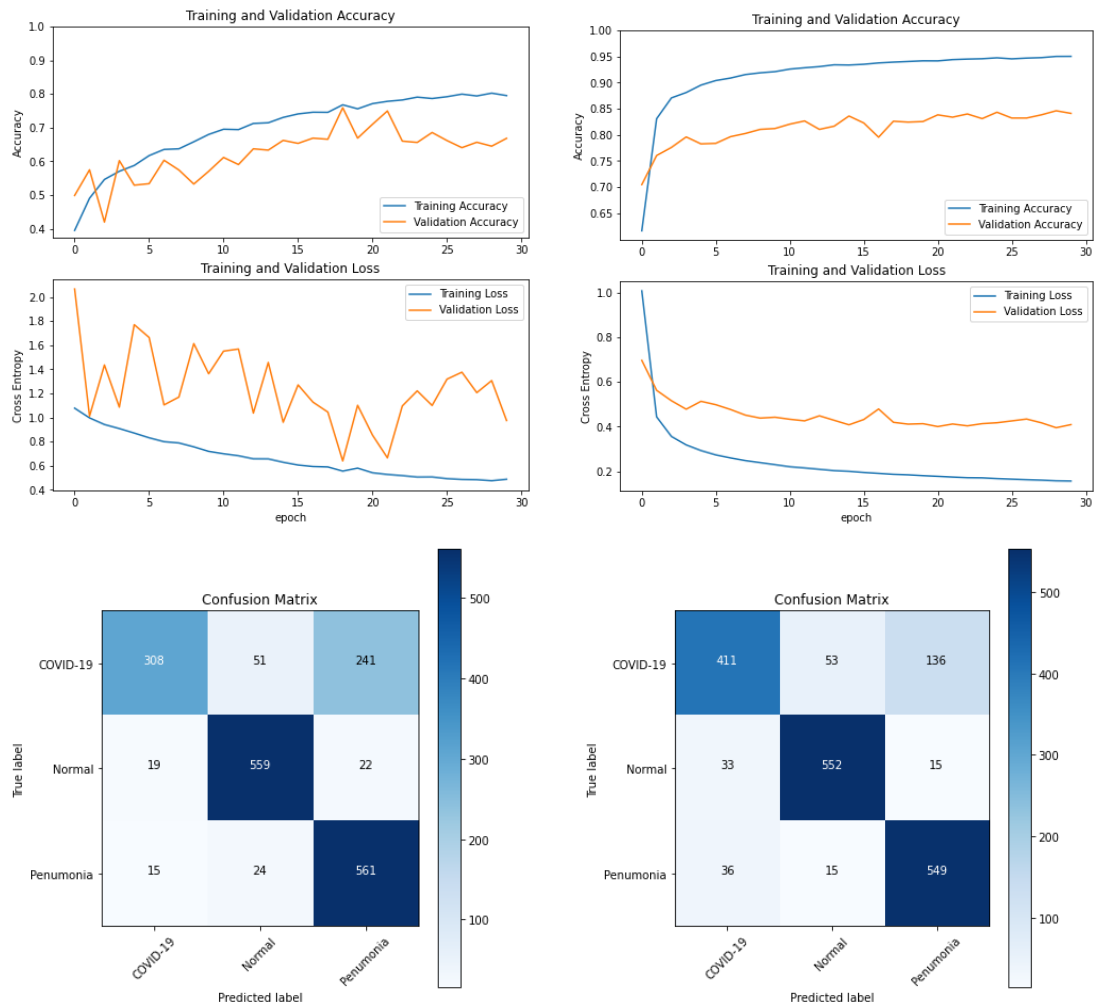 Training and Validation Accuracy
1.0
0.9
0.8
0.7
0.6
0.5
0.4
Accuracy
Training Accuracy
Validation Accuracy
0 5 10 15 20 25 30
Training and Validation Loss
2.0
1.8
1.6
1.4
1.2
1.0
0.8
0.6
0.4
Cross Entropy
Training Loss
Validation Loss
0 5 10 15 20 25 30
epoch
Training and Validation Accuracy
1.00
0.95
0.90
0.85
0.80
0.75
0.70
0.65
Accuracy
Training Accuracy
Validation Accuracy
0 5 10 15 20 25 30
Training and Validation Loss
1.0
0.8
0.6
0.4
0.2
Cross Entropy
Training Loss
Validation Loss
0 5 10 15 20 25 30
epoch
Confusion Matrix
True label
COVID-19 308 51 241
Normal 19 559 22
Penumonia 15 24 561
COVID-19 Normal Penumonia
Predicted label
500
400
300
200
100
Confusion Matrix
True label
COVID-19 411 53 136
Normal 33 552 15
Penumonia 36 15 549
COVID-19 Normal Penumonia
Predicted label
500
400
300
200
100